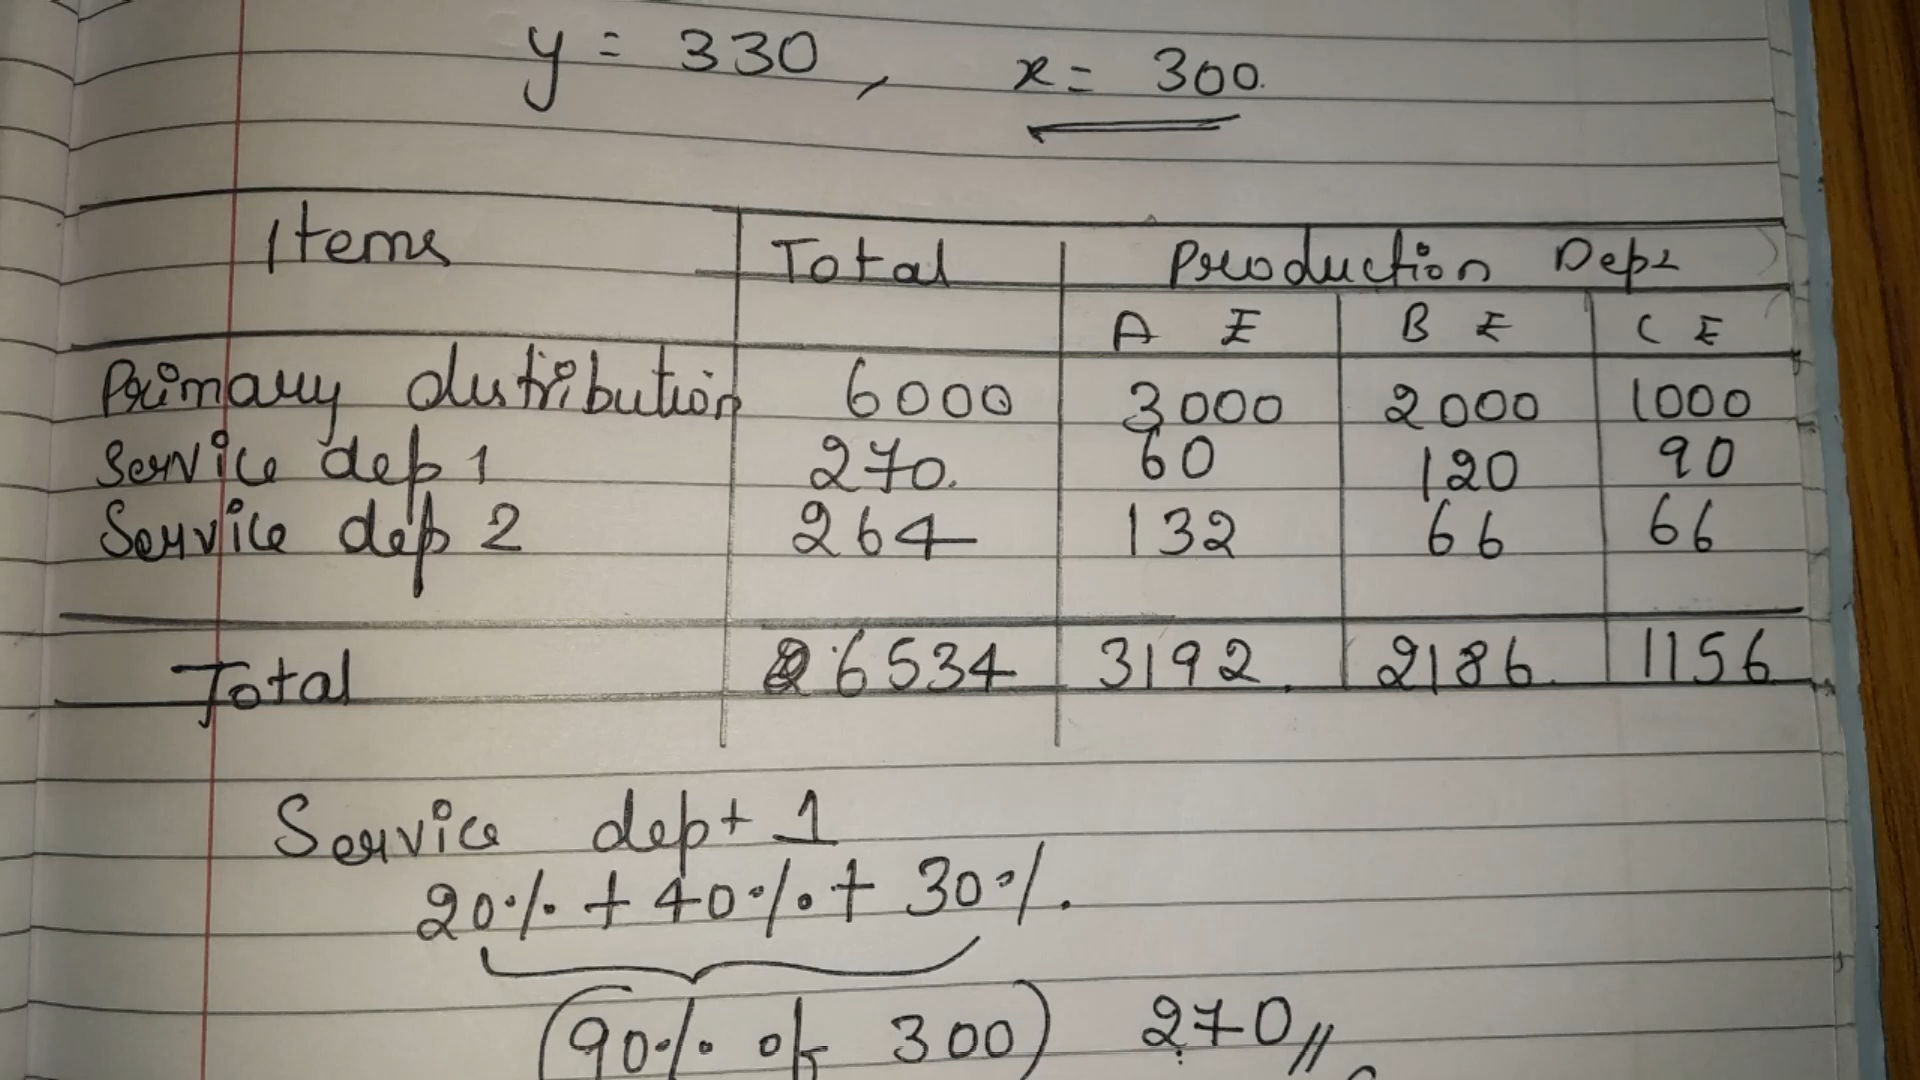 y = 330, x = 300.
Items Total Production Dept
A ₹ B ₹ C ₹
Primary distribution 6000 3000 2000 1000
Service dep 1 270. 60 120 90
Service dep 2 264 132 66 66
Total 6534 3192. 2186. 1156
Service dept 1
20% + 40% + 30%.
(90% of 300) 270//